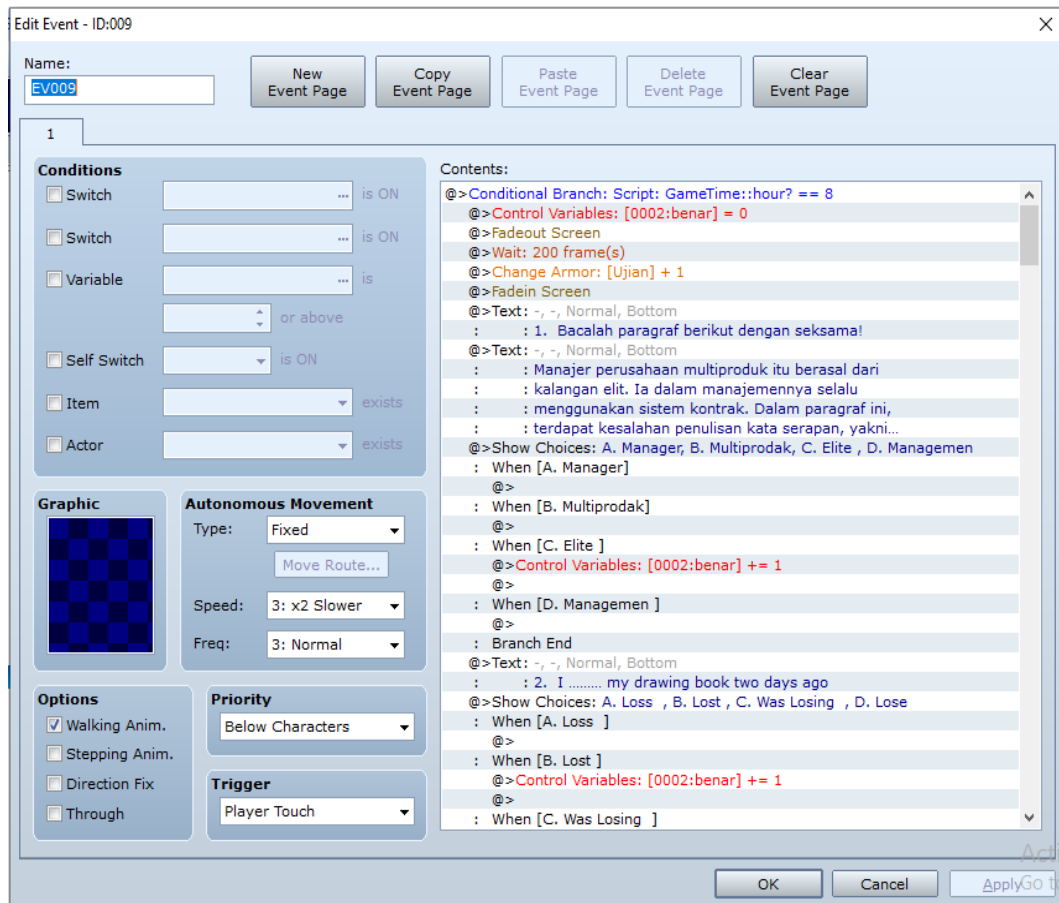 Edit Event - ID:009
Name:
EV009
New
Event Page
Copy
Event Page
Paste
Event Page
Delete
Event Page
Clear
Event Page
1
Conditions
Switch ... is ON
Switch ... is ON
Variable ... is
or above
Self Switch is ON
Item exists
Actor exists
Graphic
Autonomous Movement
Type: Fixed
Move Route...
Speed: 3: x2 Slower
Freq: 3: Normal
Options
Walking Anim.
Stepping Anim.
Direction Fix
Through
Priority
Below Characters
Trigger
Player Touch
Contents:
@>Conditional Branch: Script: GameTime::hour? == 8
@>Control Variables: [0002:benar] = 0
@>Fadeout Screen
@>Wait: 200 frame(s)
@>Change Armor: [Ujian] + 1
@>Fadein Screen
@>Text: -, -, Normal, Bottom
: : 1. Bacalah paragraf berikut dengan seksama!
@>Text: -, -, Normal, Bottom
: : Manajer perusahaan multiproduk itu berasal dari
: : kalangan elit. Ia dalam manajemennya selalu
: : menggunakan sistem kontrak. Dalam paragraf ini,
: : terdapat kesalahan penulisan kata serapan, yakni...
@>Show Choices: A. Manager, B. Multiprodak, C. Elite , D. Managemen
: When [A. Manager]
@>
: When [B. Multiprodak]
@>
: When [C. Elite ]
@>Control Variables: [0002:benar] += 1
@>
: When [D. Managemen ]
@>
: Branch End
@>Text: -, -, Normal, Bottom
: : 2. I ......... my drawing book two days ago
@>Show Choices: A. Loss , B. Lost , C. Was Losing , D. Lose
: When [A. Loss ]
@>
: When [B. Lost ]
@>Control Variables: [0002:benar] += 1
@>
: When [C. Was Losing ]
OK
Cancel
Apply
Acti
Go t